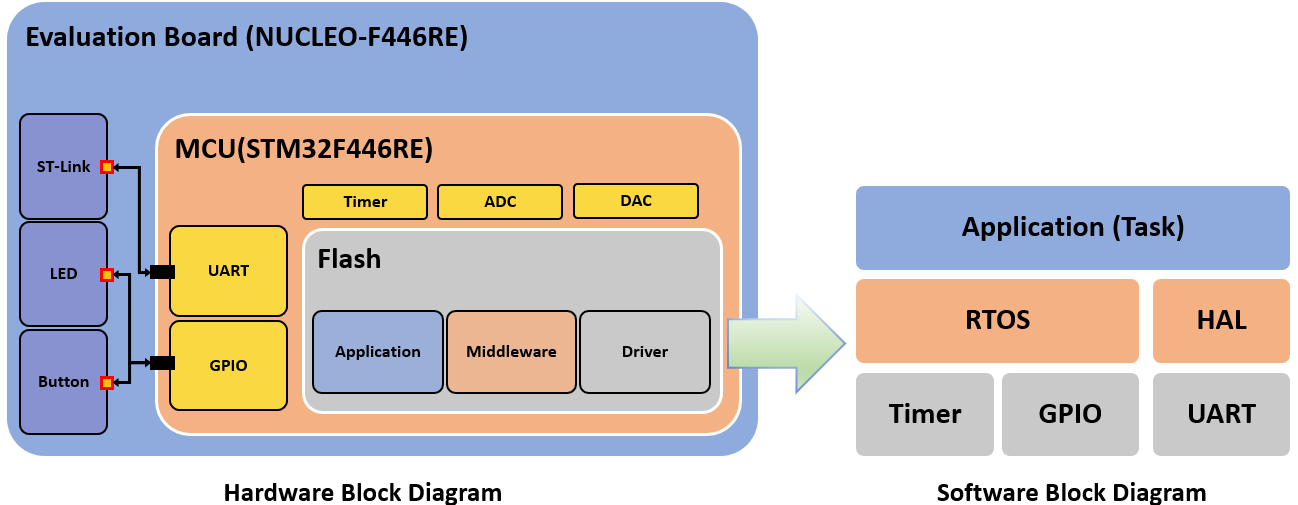 Evaluation Board (NUCLEO-F446RE)
ST-Link
LED
Button
MCU(STM32F446RE)
Timer
ADC
DAC
UART
GPIO
Flash
Application
Middleware
Driver
Hardware Block Diagram
Application (Task)
RTOS
HAL
Timer
GPIO
UART
Software Block Diagram